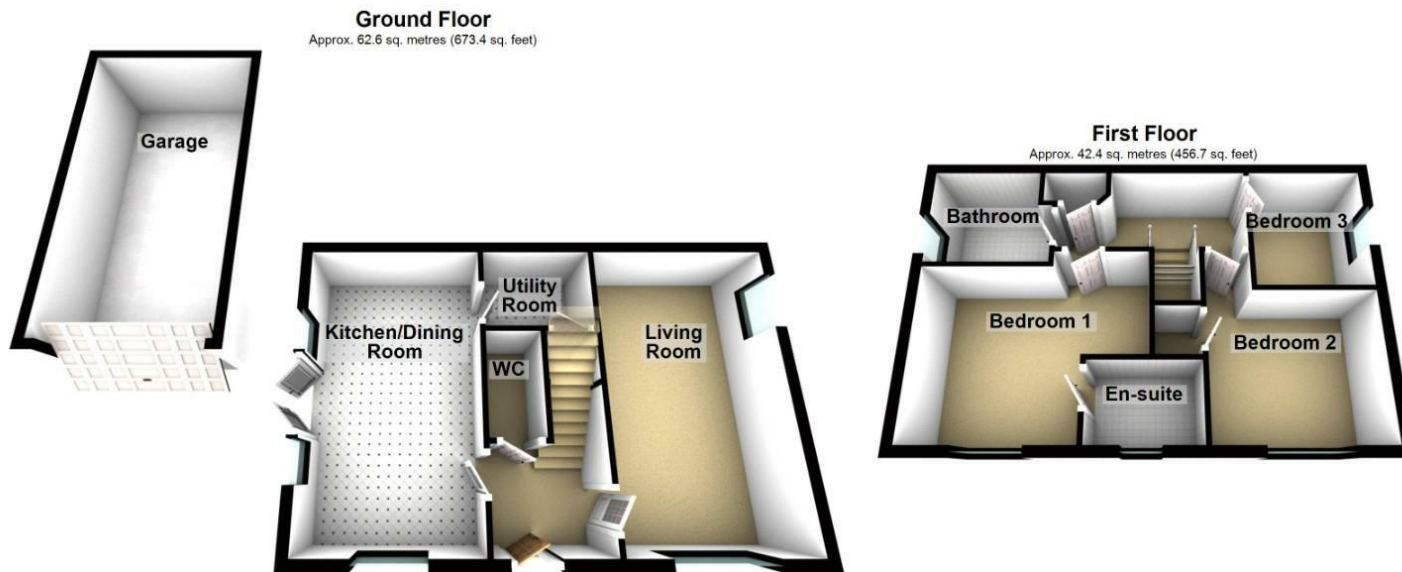 Ground Floor
Approx. 62.6 sq. metres (673.4 sq. feet)
Garage
Kitchen/Dining
Room
Utility
Room
WC
Living
Room
First Floor
Approx. 42.4 sq. metres (456.7 sq. feet)
Bathroom
Bedroom 3
Bedroom 1
Bedroom 2
En-suite